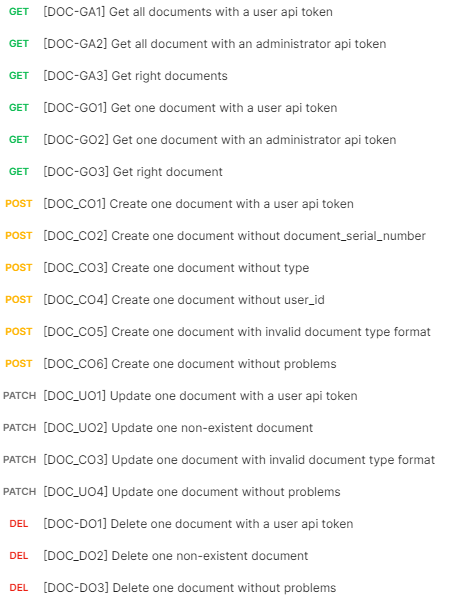 GET [DOC-GA1] Get all documents with a user api token
GET [DOC-GA2] Get all document with an administrator api token
GET [DOC-GA3] Get right documents
GET [DOC-GO1] Get one document with a user api token
GET [DOC-GO2] Get one document with an administrator api token
GET [DOC-GO3] Get right document
POST [DOC_CO1] Create one document with a user api token
POST [DOC_CO2] Create one document without document_serial_number
POST [DOC_CO3] Create one document without type
POST [DOC_CO4] Create one document without user_id
POST [DOC_CO5] Create one document with invalid document type format
POST [DOC_CO6] Create one document without problems
PATCH [DOC_UO1] Update one document with a user api token
PATCH [DOC_UO2] Update one non-existent document
PATCH [DOC_CO3] Update one document with invalid document type format
PATCH [DOC_UO4] Update one document without problems
DEL [DOC-DO1] Delete one document with a user api token
DEL [DOC_DO2] Delete one non-existent document
DEL [DOC-DO3] Delete one document without problems